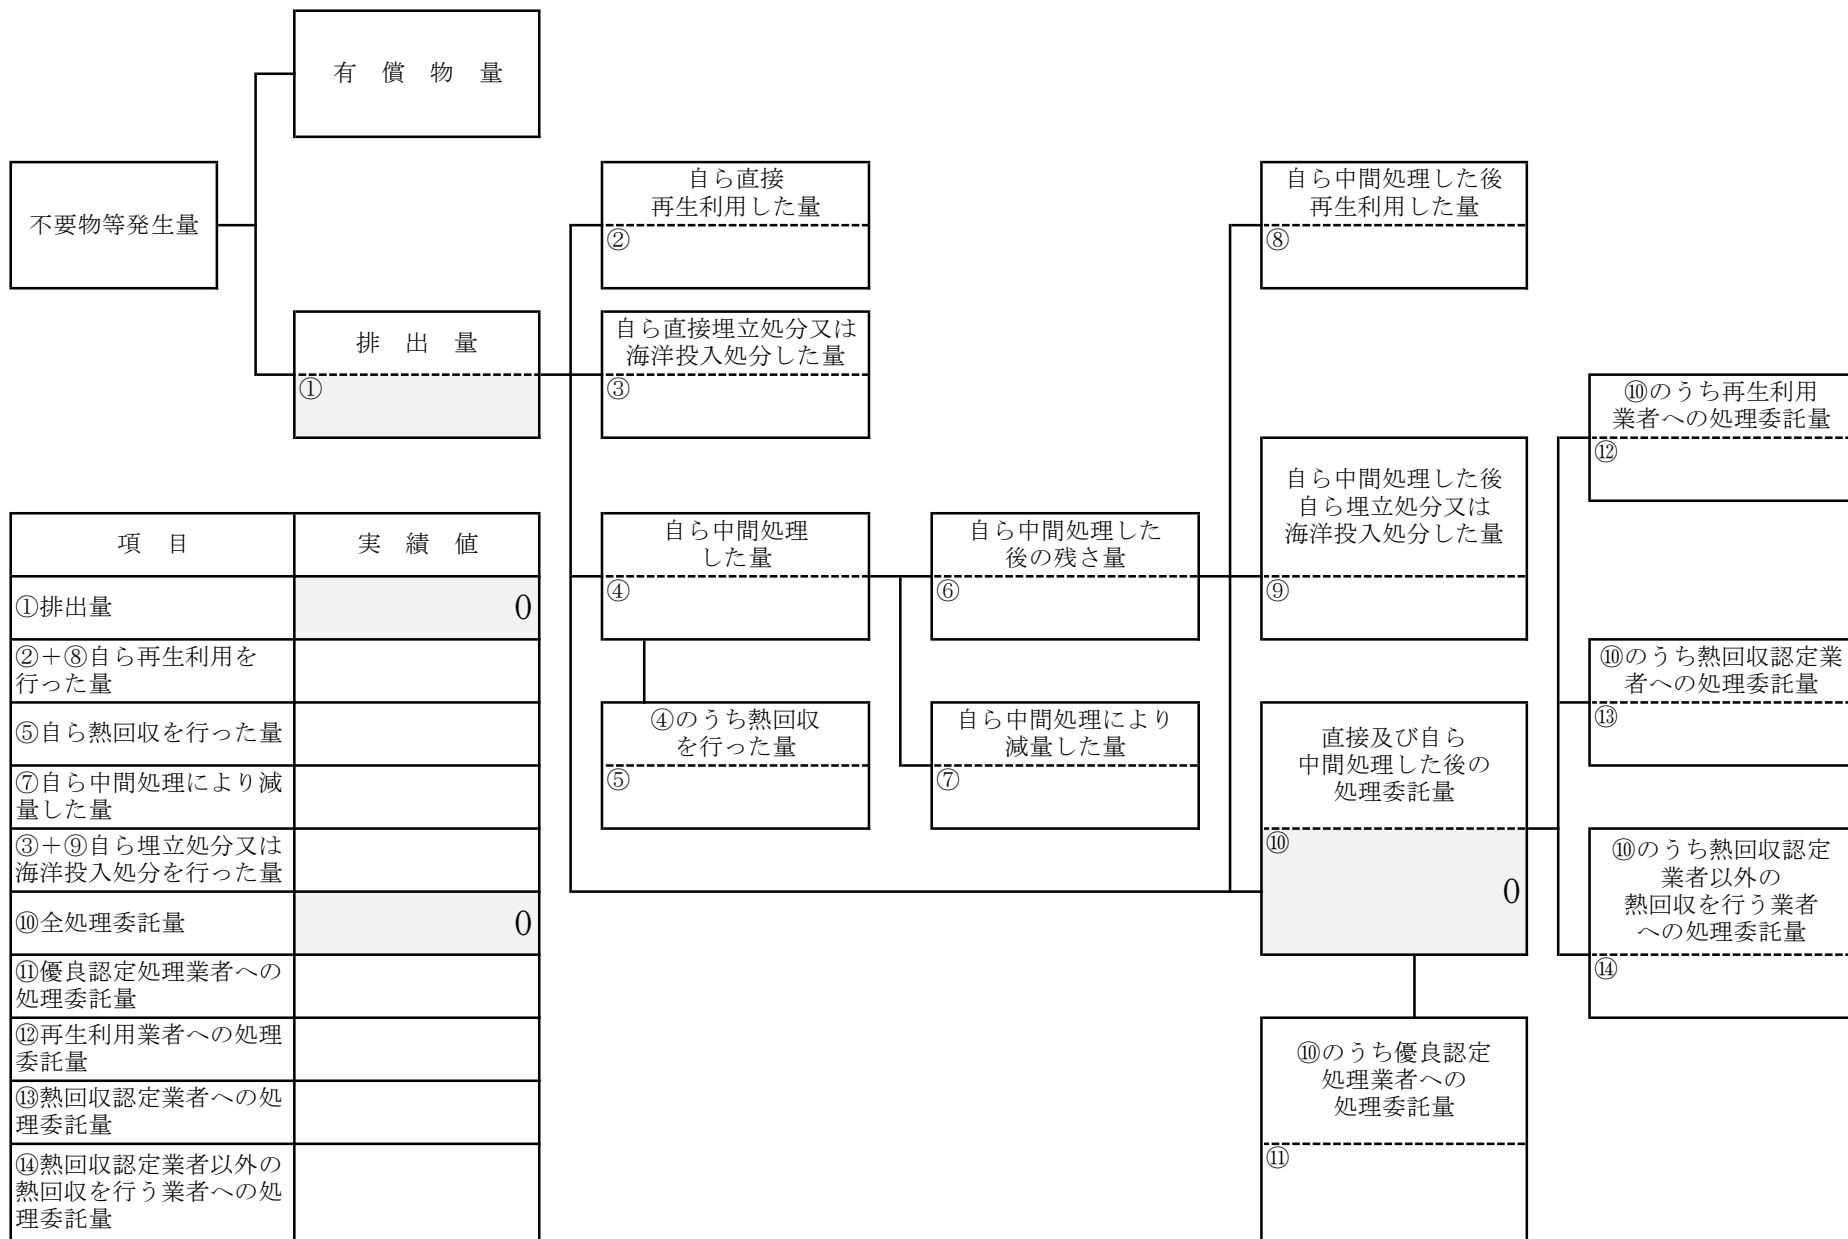 有償物量
不要物等発生量
排出量
①
自ら直接
再生利用した量
②
自ら直接埋立処分又は
海洋投入処分した量
③
自ら中間処理
した量
④
④のうち熱回収
を行った量
⑤
自ら中間処理した
後の残さ量
⑥
自ら中間処理により
減量した量
⑦
自ら中間処理した後
再生利用した量
⑧
自ら中間処理した後
自ら埋立処分又は
海洋投入処分した量
⑨
直接及び自ら
中間処理した後の
処理委託量
⑩
0
⑩のうち優良認定
処理業者への
処理委託量
⑪
⑩のうち再生利用
業者への処理委託量
⑫
⑩のうち熱回収認定業
者への処理委託量
⑬
⑩のうち熱回収認定
業者以外の
熱回収を行う業者
への処理委託量
⑭
項目 実績値
①排出量 0
②+⑧自ら再生利用を
行った量
⑤自ら熱回収を行った量
⑦自ら中間処理により減
量した量
③+⑨自ら埋立処分又は
海洋投入処分を行った量
⑩全処理委託量 0
⑪優良認定処理業者への
処理委託量
⑫再生利用業者への処理
委託量
⑬熱回収認定業者への処
理委託量
⑭熱回収認定業者以外の
熱回収を行う業者への処
理委託量